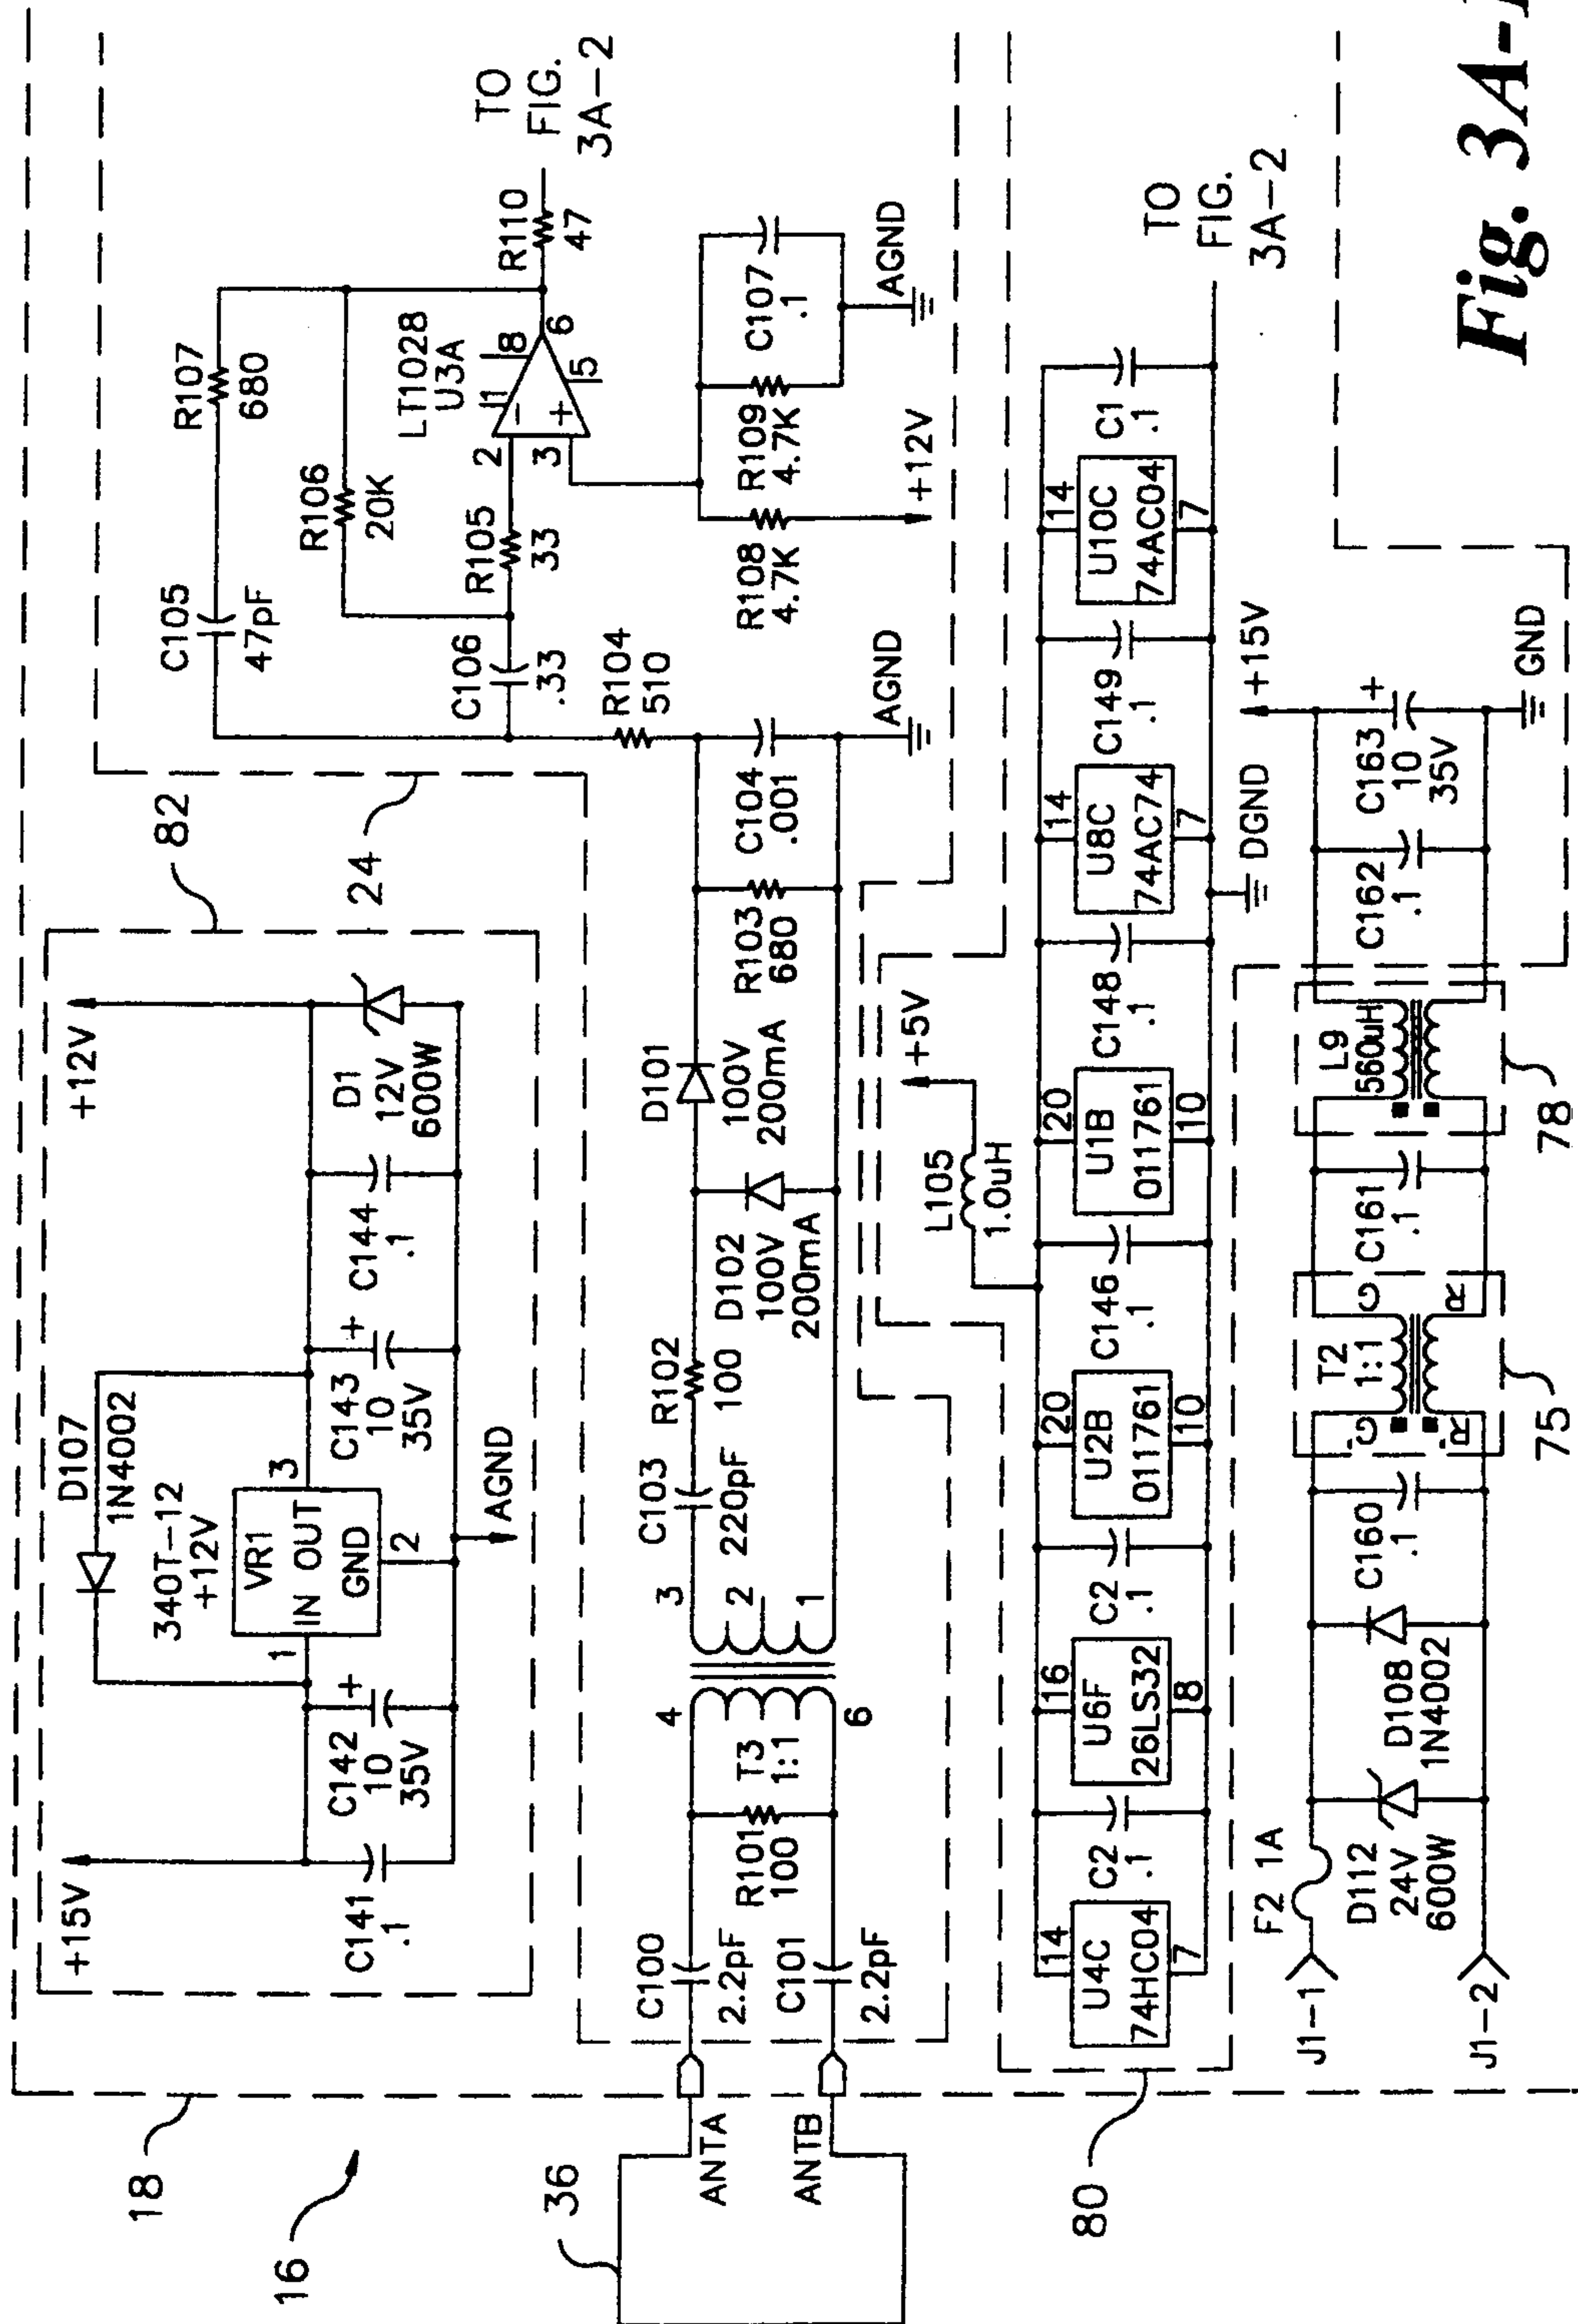 18
16
36
82
24
+15V
C141
.1
C142
10
35V
+
D107
1N4002
340T-12
+12V
VR1
IN OUT
GND
1
3
2
AGND
C143
10
35V
+
C144
.1
D1
12V
600W
+12V
ANTA
ANTB
C100
2.2pF
C101
2.2pF
R101
100
T3
1:1
4
6
3
2
1
C103
220pF
R102
100
D102
100V
200mA
D101
100V
200mA
R103
680
C104
.001
AGND
R104
510
C106
.33
C105
47pF
R107
680
R106
20K
R105
33
LT1028
U3A
2
3
1
8
5
6
-
+
R110
47
TO
FIG.
3A-2
R108
4.7K
R109
4.7K
+12V
C107
.1
AGND
80
U4C
74HC04
14
7
C2
.1
U6F
26LS32
16
8
C2
.1
U2B
011761
20
10
C146
.1
L105
1.0uH
+5V
U1B
011761
20
10
C148
.1
U8C
74AC74
14
7
DGND
C149
.1
U10C
74AC04
14
7
C1
.1
TO
FIG.
3A-2
J1-1
J1-2
F2 1A
D112
24V
600W
D108
1N4002
C160
.1
T2
1:1
G'
R'
G
R
75
C161
.1
L9
560uH
78
C162
.1
C163
10
35V
+
+15V
GND
Fig. 3A-1